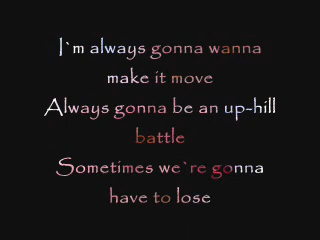 I`m always gonna wanna
make it move
Always gonna be an up-hill
battle
Sometimes we`re gonna
have to lose